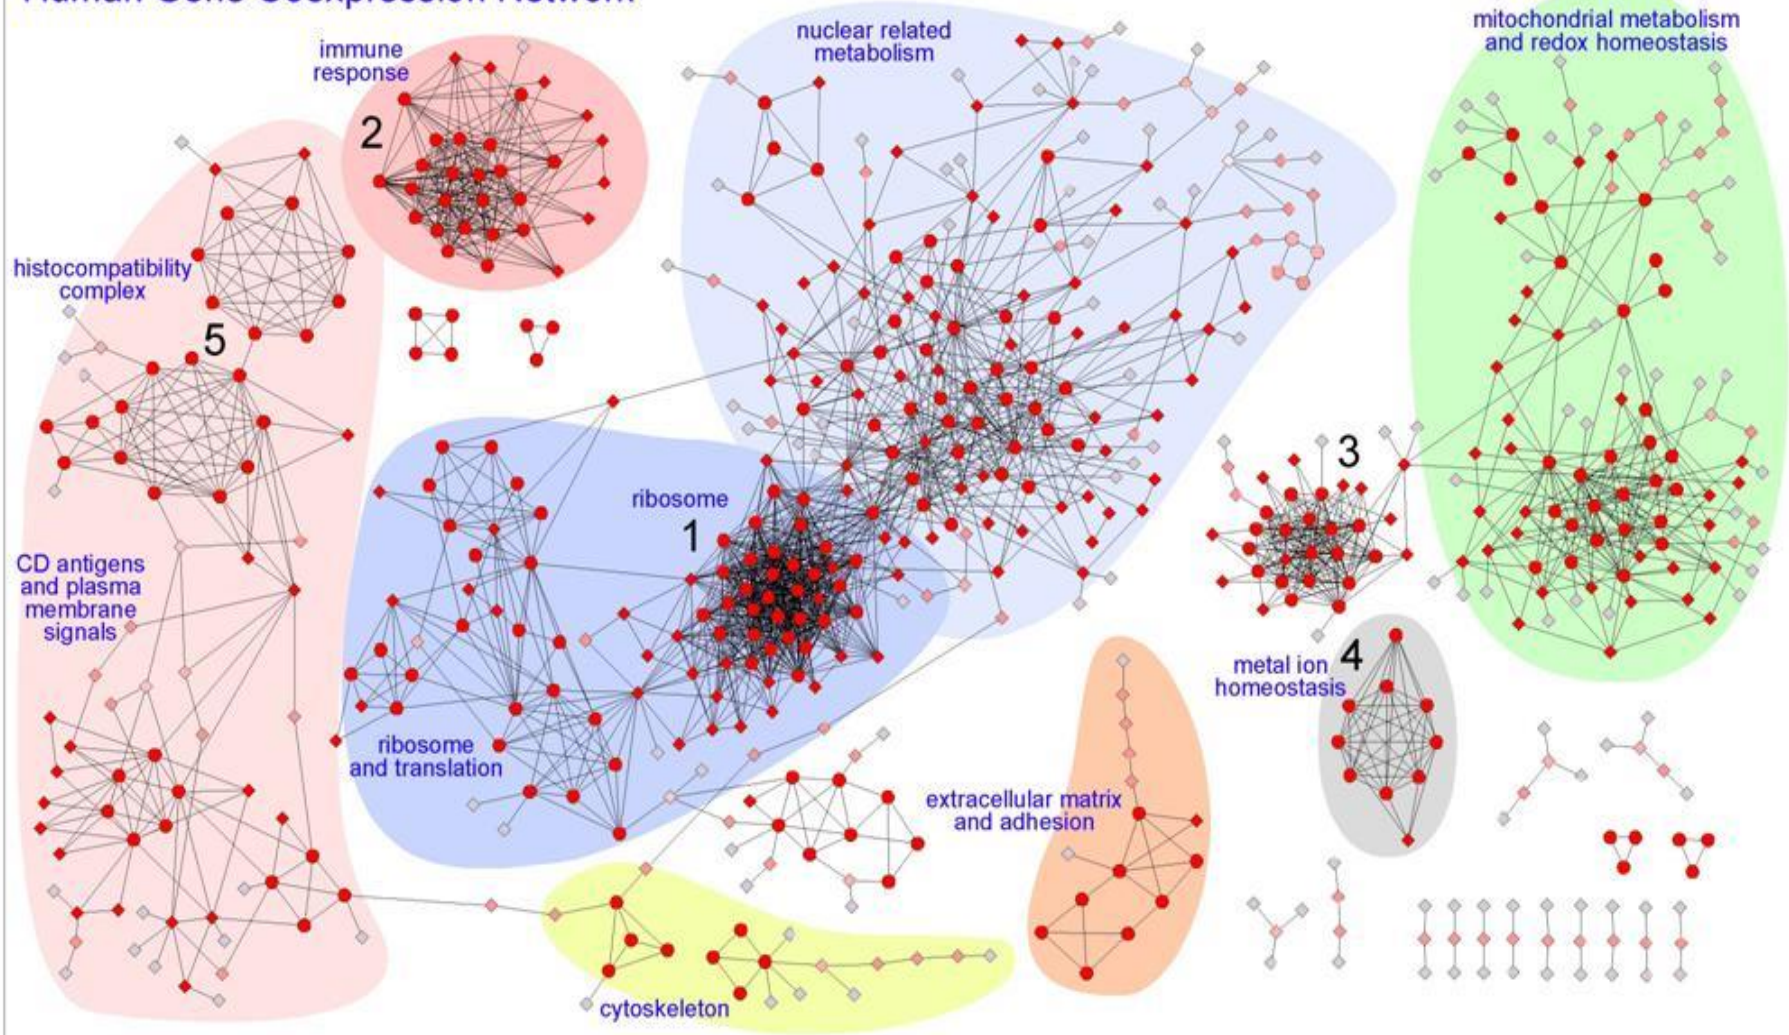 Human Gene Coexpression Network
immune
response
nuclear related
metabolism
mitochondrial metabolism
and redox homeostasis
2
histocompatibility
complex
5
3
ribosome
1
CD antigens
and plasma
membrane
signals
metal ion
homeostasis
4
ribosome
and translation
extracellular matrix
and adhesion
cytoskeleton